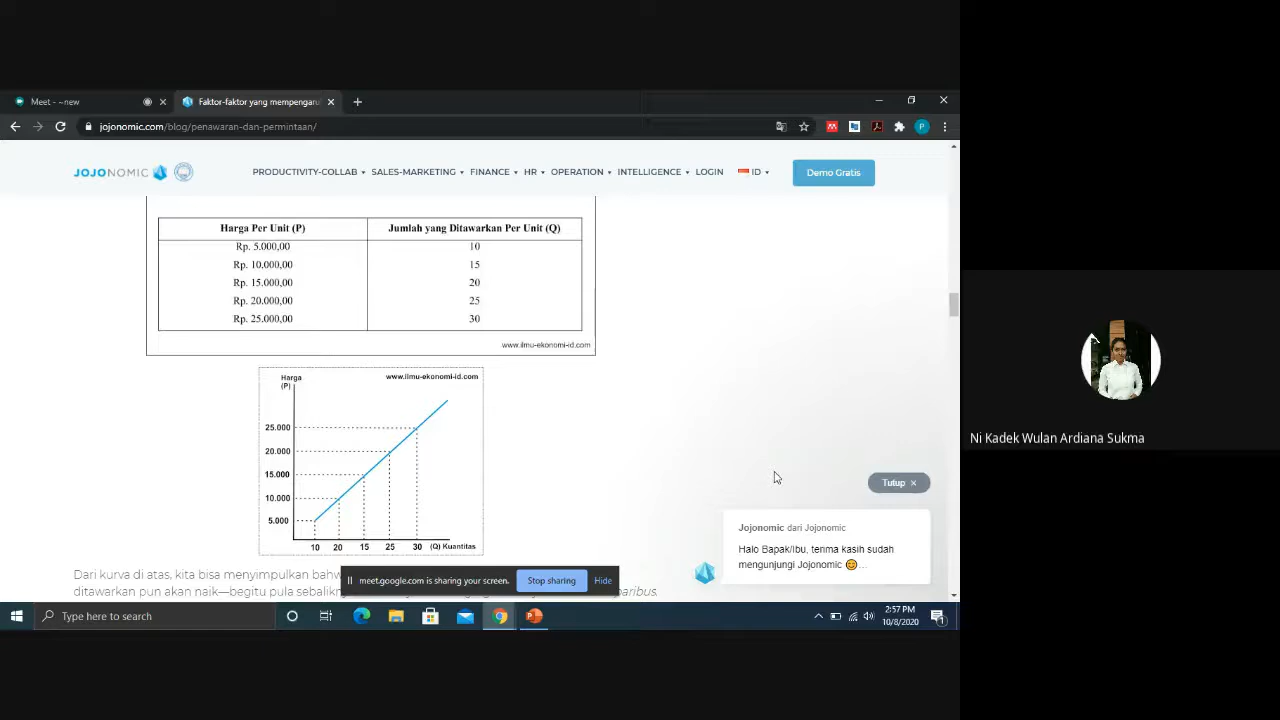 Meet - ~new
Faktor-faktor yang mempengaru
jojonomic.com/blog/penawaran-dan-permintaan/
P
JOJONOMIC
PRODUCTIVITY-COLLAB SALES-MARKETING FINANCE HR OPERATION INTELLIGENCE LOGIN ID
Demo Gratis
Harga Per Unit (P) Jumlah yang Ditawarkan Per Unit (Q)
Rp. 5.000,00 10
Rp. 10.000,00 15
Rp. 15.000,00 20
Rp. 20.000,00 25
Rp. 25.000,00 30
www.ilmu-ekonomi-id.com
Harga
(P)
www.ilmu-ekonomi-id.com
25.000
20.000
15.000
10.000
5.000
10 20 15 25 30 (Q) Kuantitas
Dari kurva di atas, kita bisa menyimpulkan bahw
ditawarkan pun akan naik—begitu pula sebalikn
paribus.
Tutup ×
Jojonomic dari Jojonomic
Halo Bapak/Ibu, terima kasih sudah
mengunjungi Jojonomic 😊...
meet.google.com is sharing your screen. Stop sharing Hide
Type here to search
2:57 PM
10/8/2020
1
Ni Kadek Wulan Ardiana Sukma